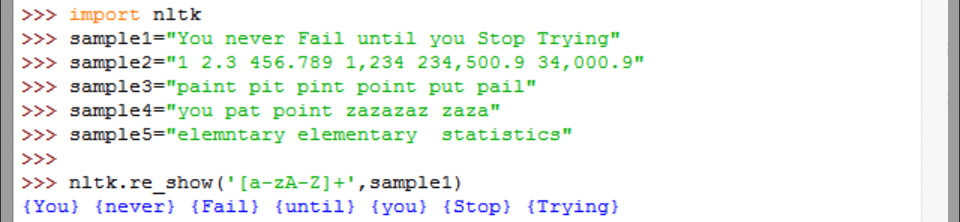 >>> import nltk
>>> sample1="You never Fail until you Stop Trying"
>>> sample2="1 2.3 456.789 1,234 234,500.9 34,000.9"
>>> sample3="paint pit pint point put pail"
>>> sample4="you pat point zazazaz zaza"
>>> sample5="elemntary elementary  statistics"
>>>
>>> nltk.re_show('[a-zA-Z]+',sample1)
{You} {never} {Fail} {until} {you} {Stop} {Trying}